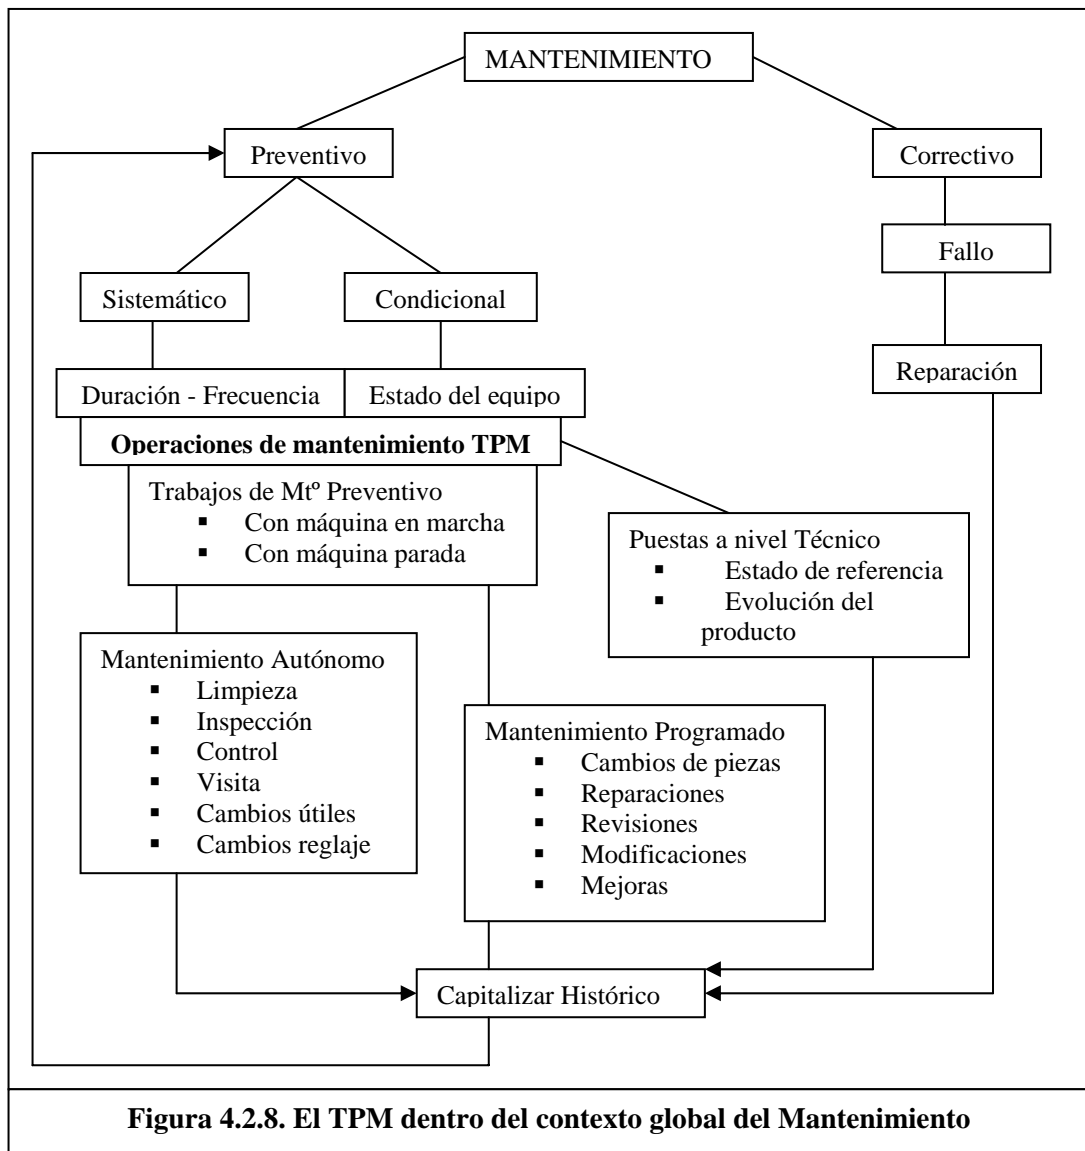 MANTENIMIENTO
Preventivo
Correctivo
Fallo
Sistemático
Condicional
Reparación
Duración - Frecuencia
Estado del equipo
Operaciones de mantenimiento TPM
Trabajos de Mtº Preventivo
▪ Con máquina en marcha
▪ Con máquina parada
Puestas a nivel Técnico
▪ Estado de referencia
▪ Evolución del
producto
Mantenimiento Autónomo
▪ Limpieza
▪ Inspección
▪ Control
▪ Visita
▪ Cambios útiles
▪ Cambios reglaje
Mantenimiento Programado
▪ Cambios de piezas
▪ Reparaciones
▪ Revisiones
▪ Modificaciones
▪ Mejoras
Capitalizar Histórico
Figura 4.2.8. El TPM dentro del contexto global del Mantenimiento